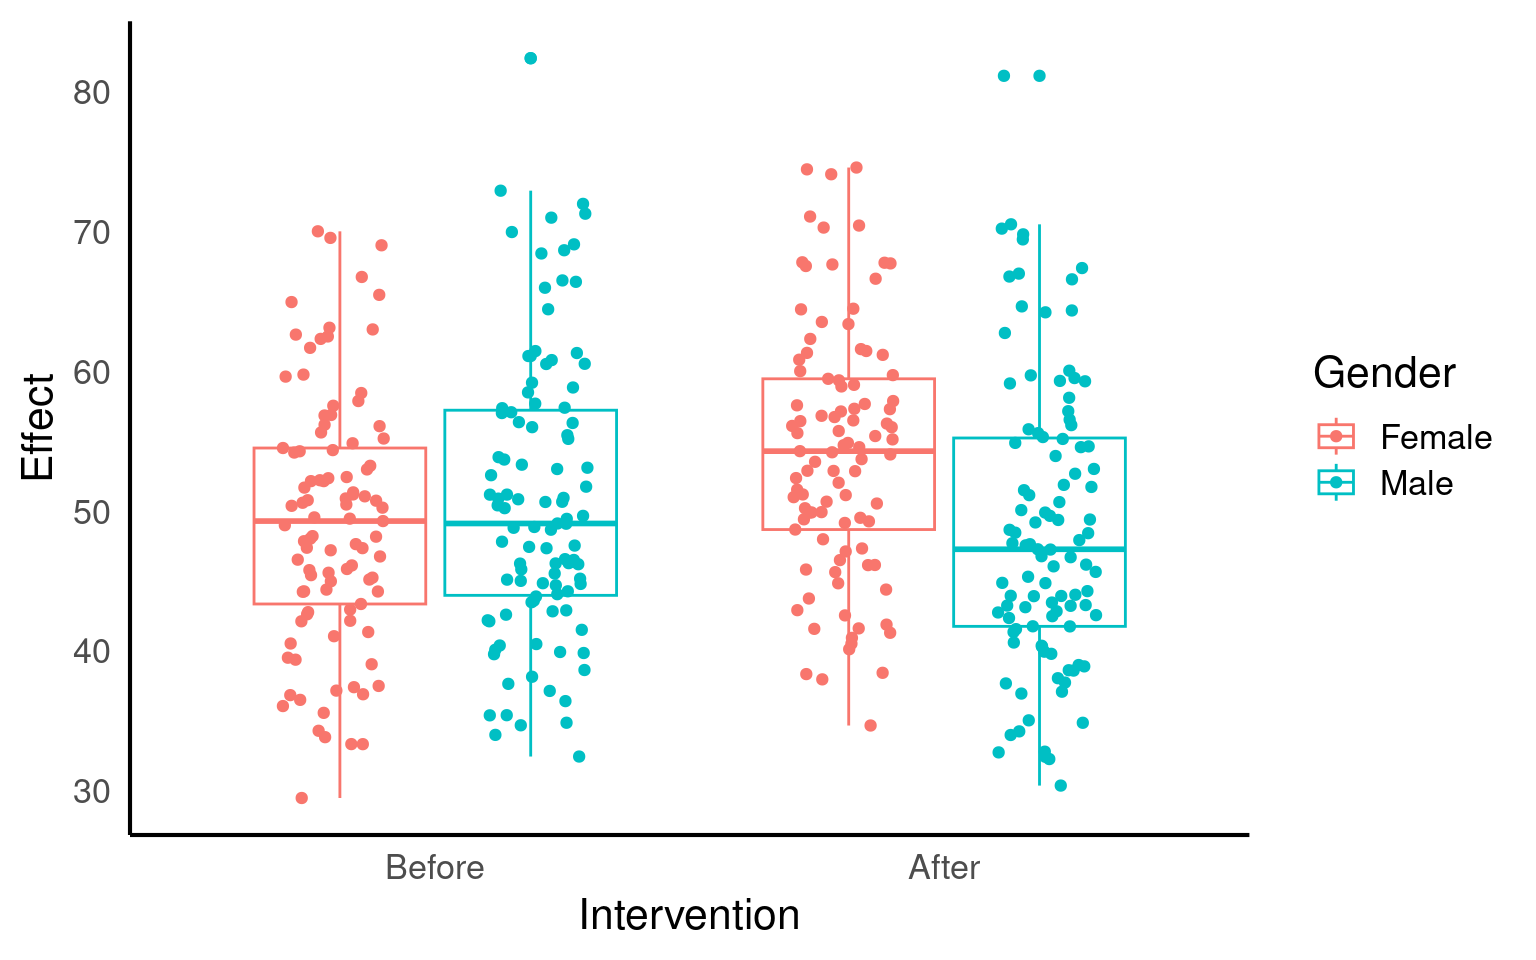 80
70
60
50
40
30
Effect
Before
After
Intervention
Gender
Female
Male